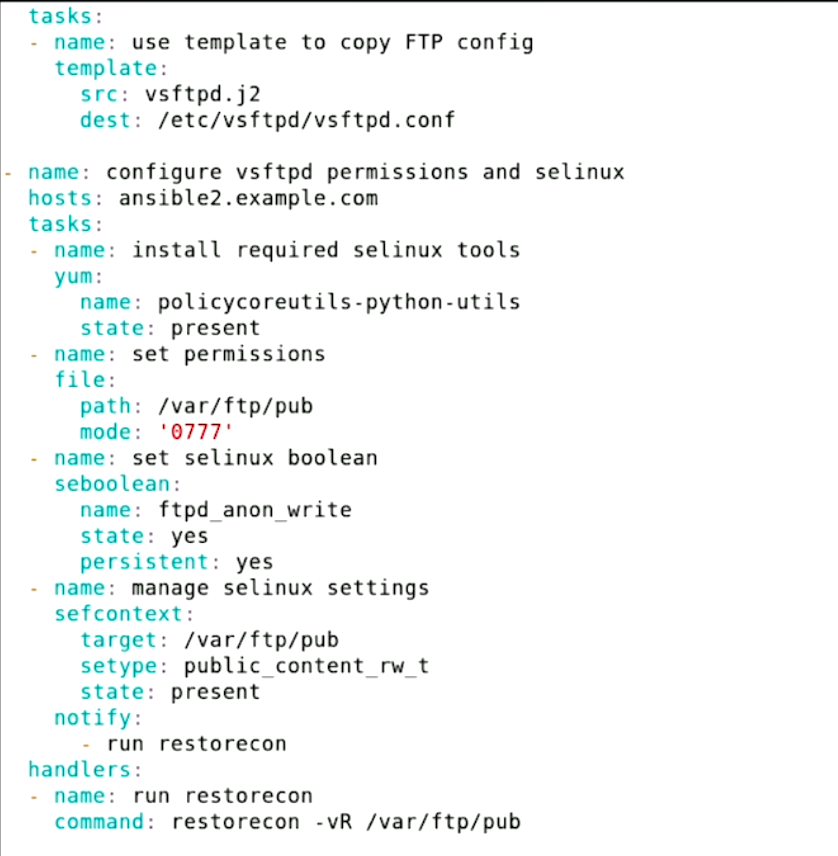 tasks:
- name: use template to copy FTP config
template:
src: vsftpd.j2
dest: /etc/vsftpd/vsftpd.conf
- name: configure vsftpd permissions and selinux
hosts: ansible2.example.com
tasks:
- name: install required selinux tools
yum:
name: policycoreutils-python-utils
state: present
- name: set permissions
file:
path: /var/ftp/pub
mode: '0777'
- name: set selinux boolean
seboolean:
name: ftpd_anon_write
state: yes
persistent: yes
- name: manage selinux settings
sefcontext:
target: /var/ftp/pub
setype: public_content_rw_t
state: present
notify:
- run restorecon
handlers:
- name: run restorecon
command: restorecon -vR /var/ftp/pub